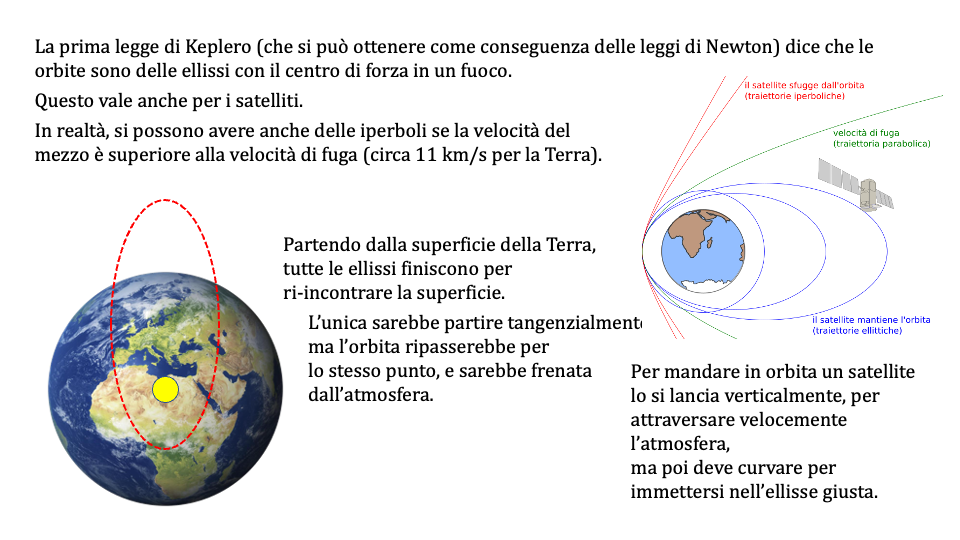 La prima legge di Keplero (che si può ottenere come conseguenza delle leggi di Newton) dice che le
orbite sono delle ellissi con il centro di forza in un fuoco.
Questo vale anche per i satelliti.
In realtà, si possono avere anche delle iperboli se la velocità del
mezzo è superiore alla velocità di fuga (circa 11 km/s per la Terra).
il satellite sfugge dall'orbita
(traiettorie iperboliche)
velocità di fuga
(traiettoria parabolica)
il satellite mantiene l'orbita
(traiettorie ellittiche)
Partendo dalla superficie della Terra,
tutte le ellissi finiscono per
ri-incontrare la superficie.
L’unica sarebbe partire tangenzialmente
ma l’orbita ripasserebbe per
lo stesso punto, e sarebbe frenata
dall’atmosfera.
Per mandare in orbita un satellite
lo si lancia verticalmente, per
attraversare velocemente
l’atmosfera,
ma poi deve curvare per
immettersi nell’ellisse giusta.